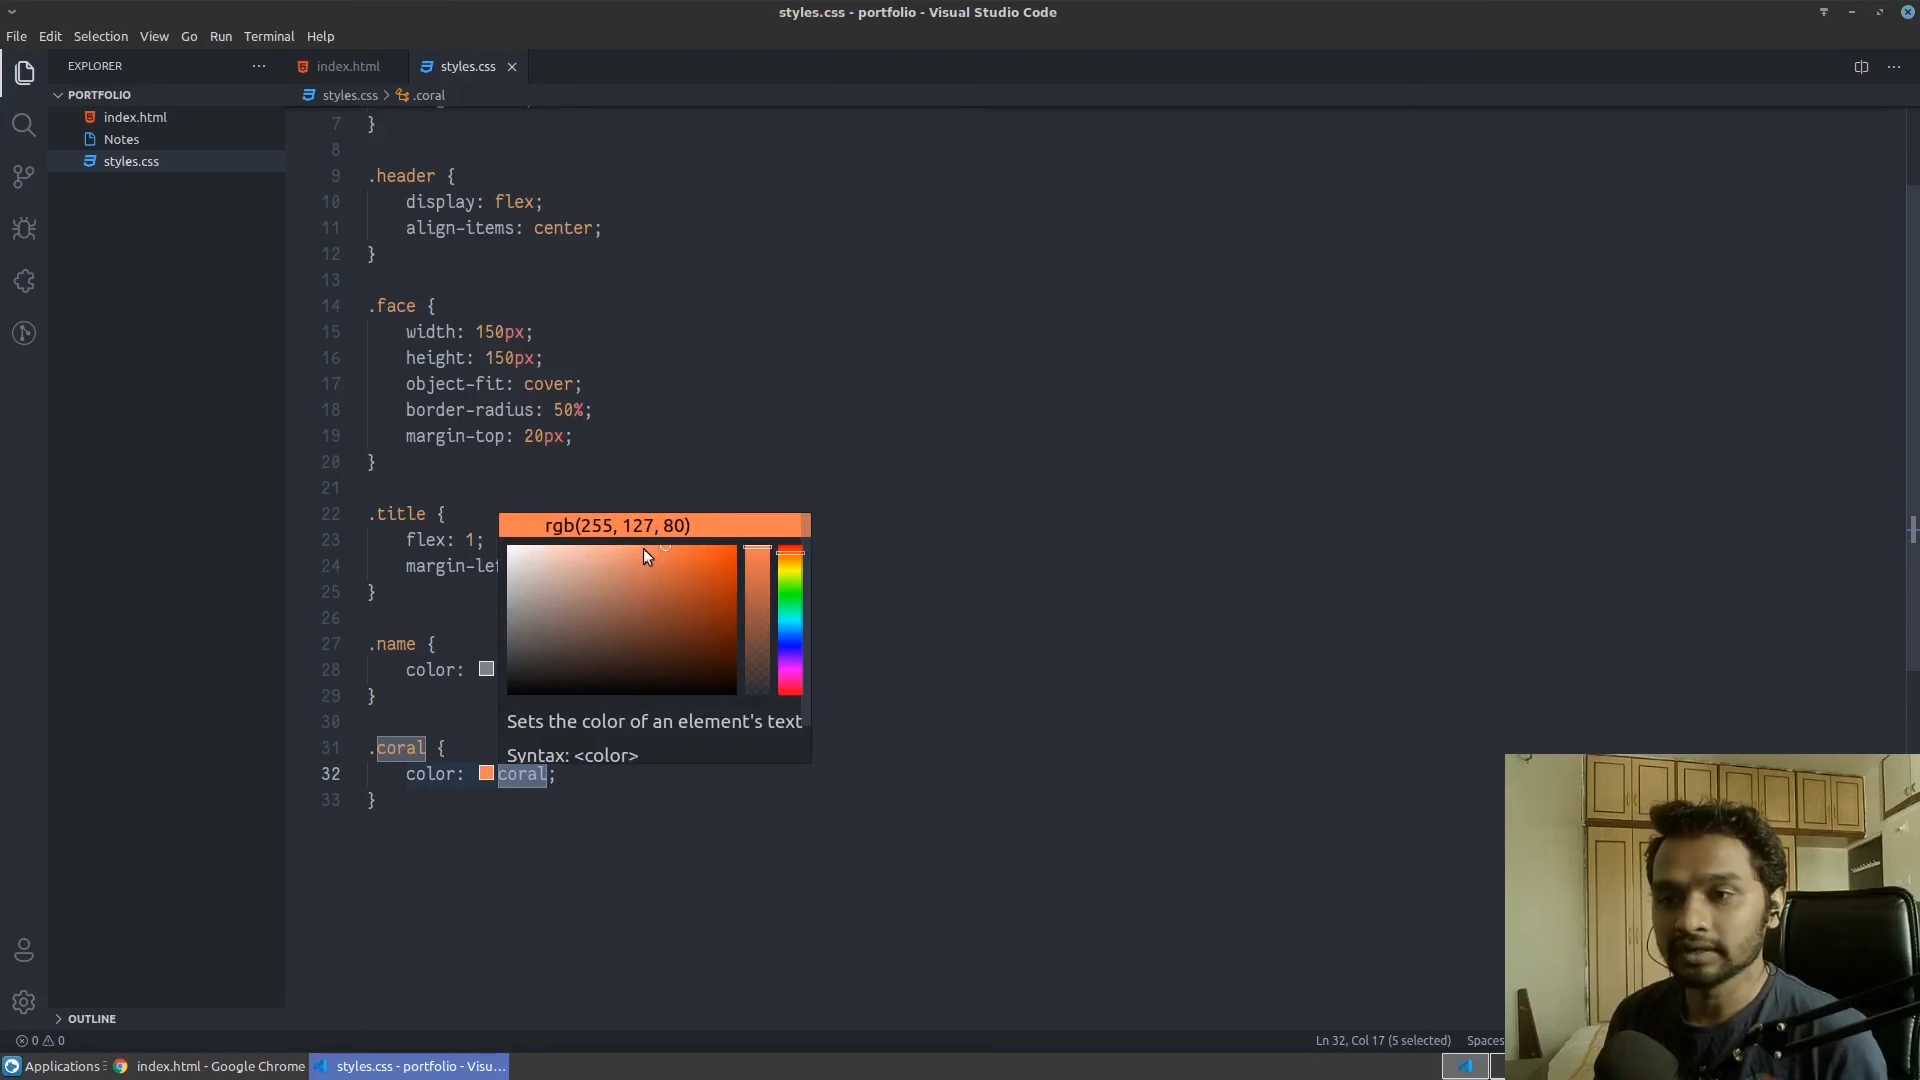 styles.css - portfolio - Visual Studio Code
File Edit Selection View Go Run Terminal Help
EXPLORER
index.html
styles.css
PORTFOLIO
styles.css > .coral
index.html
Notes
styles.css
7 }
8
9 .header {
10 display: flex;
11 align-items: center;
12 }
13
14 .face {
15 width: 150px;
16 height: 150px;
17 object-fit: cover;
18 border-radius: 50%;
19 margin-top: 20px;
20 }
21
22 .title {
23 flex: 1;
24 margin-lef
25 }
26
27 .name {
28 color:
29 }
30
31 .coral {
32 color: coral;
33 }
rgb(255, 127, 80)
Sets the color of an element's text
Syntax: <color>
OUTLINE
0 0
Ln 32, Col 17 (5 selected) Spaces
Applications
index.html - Google Chrome
styles.css - portfolio - Visu...